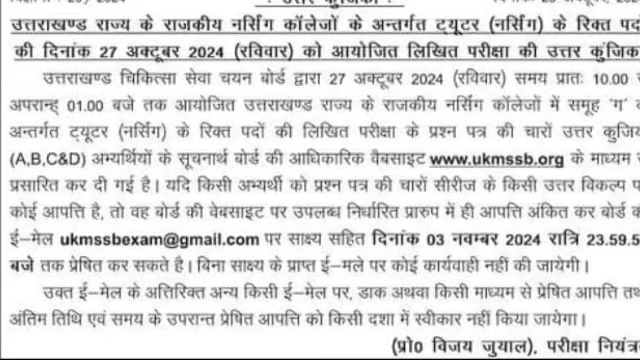 : उत्तर कुंजिका :
उत्तराखण्ड राज्य के राजकीय नर्सिंग कॉलेजों के अन्तर्गत ट्यूटर (नर्सिंग) के रिक्त पदों
की दिनांक 27 अक्टूबर 2024 (रविवार) को आयोजित लिखित परीक्षा की उत्तर कुंजिका
उत्तराखण्ड चिकित्सा सेवा चयन बोर्ड द्वारा 27 अक्टूबर 2024 (रविवार) समय प्रातः 10.00
अपरान्ह 01.00 बजे तक आयोजित उत्तराखण्ड राज्य के राजकीय नर्सिंग कॉलेजों में समूह 'ग'
अन्तर्गत ट्यूटर (नर्सिंग) के रिक्त पदों की लिखित परीक्षा के प्रश्न पत्र की चारों उत्तर कुंजि
(A,B,C&D) अभ्यर्थियों के सूचनार्थ बोर्ड की आधिकारिक वैबसाइट www.ukmssb.org के माध्यम
प्रसारित कर दी गई है। यदि किसी अभ्यर्थी को प्रश्न पत्र की चारों सीरीज के किसी उत्तर विकल्प प
कोई आपत्ति है, तो वह बोर्ड की वेबसाइट पर उपलब्ध निर्धारित प्रारुप में ही आपत्ति अंकित कर बोर्ड क
ई–मेल ukmssbexam@gmail.com पर साक्ष्य सहित दिनांक 03 नवम्बर 2024 रात्रि 23.59.5
बजे तक प्रेषित कर सकते है। बिना साक्ष्य के प्राप्त ई–मले पर कोई कार्यवाही नहीं की जायेगी।
उक्त ई–मेल के अतिरिक्त अन्य किसी ई–मेल पर, डाक अथवा किसी माध्यम से प्रेषित आपत्ति तथ
अंतिम तिथि एवं समय के उपरान्त प्रेषित आपत्ति को किसी दशा में स्वीकार नहीं किया जायेगा।
(प्रो0 विजय जुयाल), परीक्षा नियंत्र